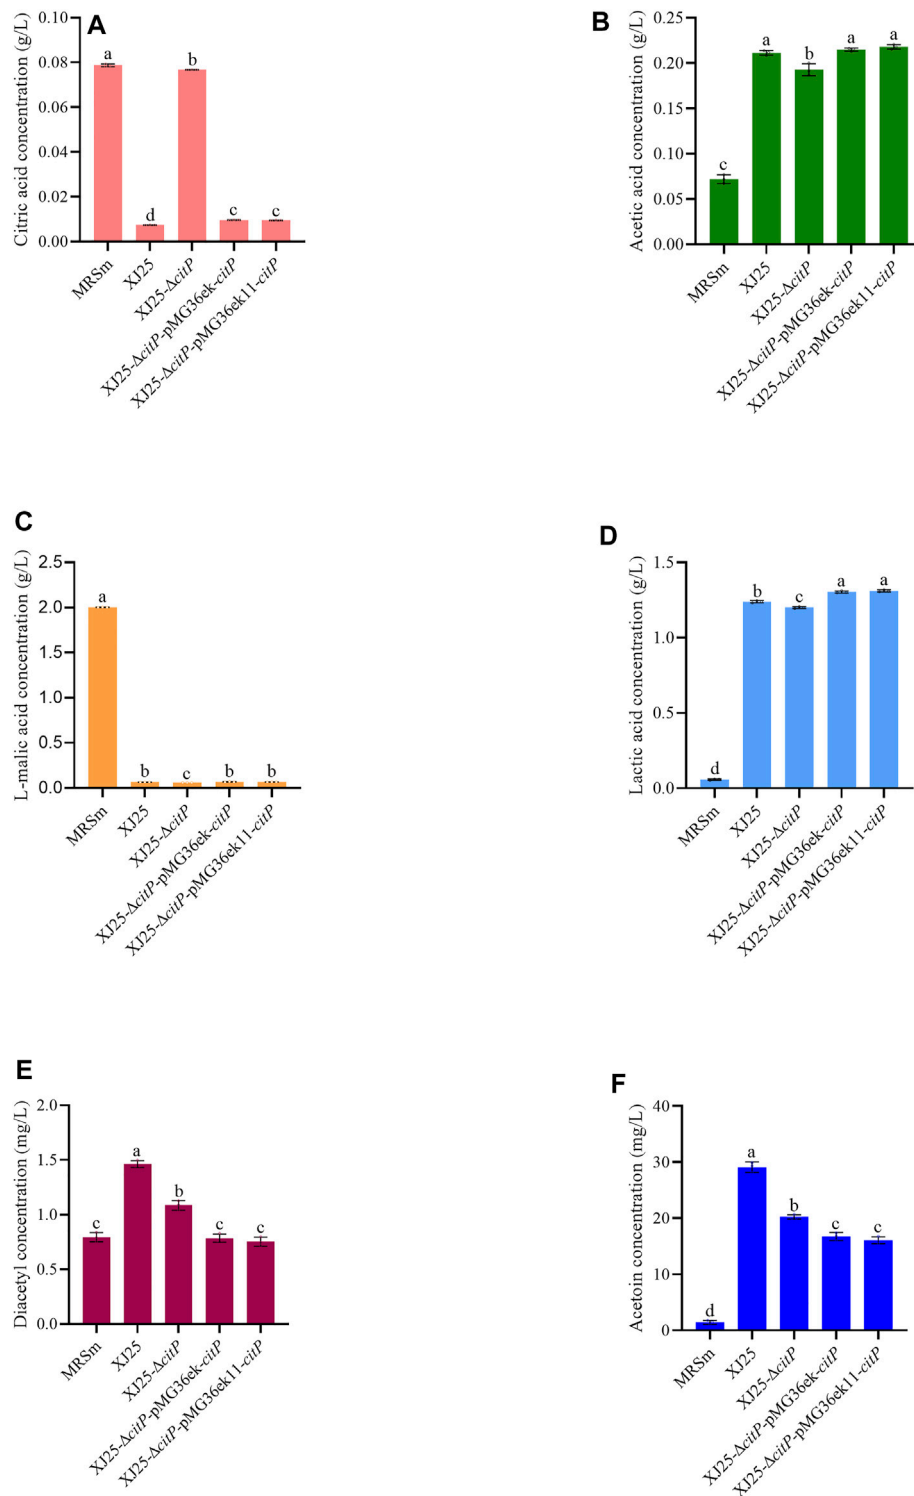 A
Citric acid concentration (g/L)
0.10
0.08
0.06
0.04
0.02
0.00
a
d
b
c
c
MRSm
XJ25
XJ25-ΔcitP
XJ25-ΔcitP-pMG36ek-citP
XJ25-ΔcitP-pMG36ek11-citP
B
Acetic acid concentration (g/L)
0.25
0.20
0.15
0.10
0.05
0.00
c
a
b
a
a
MRSm
XJ25
XJ25-ΔcitP
XJ25-ΔcitP-pMG36ek-citP
XJ25-ΔcitP-pMG36ek11-citP
C
L-malic acid concentration (g/L)
2.5
2.0
1.5
1.0
0.5
0.0
a
b
c
b
b
MRSm
XJ25
XJ25-ΔcitP
XJ25-ΔcitP-pMG36ek-citP
XJ25-ΔcitP-pMG36ek11-citP
D
Lactic acid concentration (g/L)
1.5
1.0
0.5
0.0
d
b
c
a
a
MRSm
XJ25
XJ25-ΔcitP
XJ25-ΔcitP-pMG36ek-citP
XJ25-ΔcitP-pMG36ek11-citP
E
Diacetyl concentration (mg/L)
2.0
1.5
1.0
0.5
0.0
c
a
b
c
c
MRSm
XJ25
XJ25-ΔcitP
XJ25-ΔcitP-pMG36ek-citP
XJ25-ΔcitP-pMG36ek11-citP
F
Acetoin concentration (mg/L)
40
30
20
10
0
d
a
b
c
c
MRSm
XJ25
XJ25-ΔcitP
XJ25-ΔcitP-pMG36ek-citP
XJ25-ΔcitP-pMG36ek11-citP